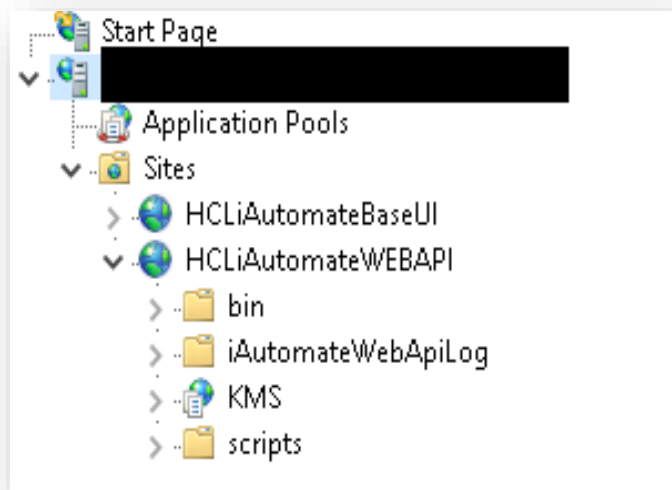 Start Page
Application Pools
Sites
HCLiAutomateBaseUI
HCLiAutomateWEBAPI
bin
iAutomateWebApiLog
KMS
scripts